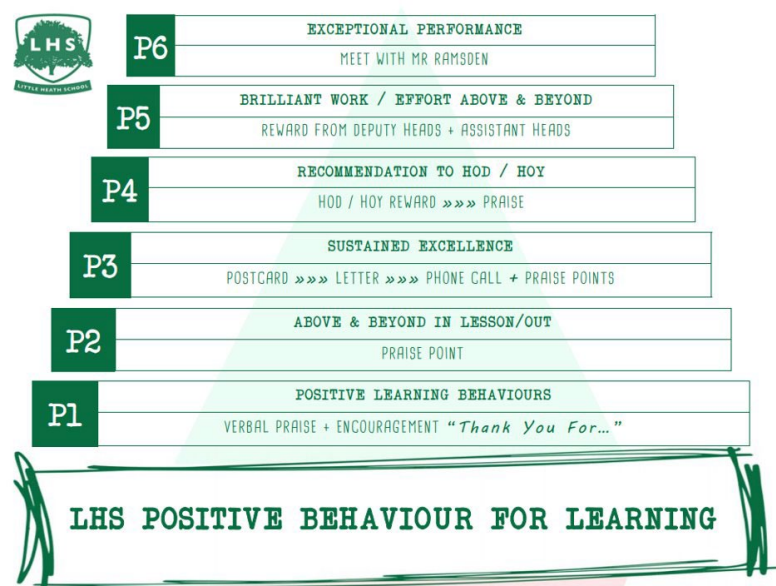 LHS
LITTLE HEATH SCHOOL
P6
EXCEPTIONAL PERFORMANCE
MEET WITH MR RAMSDEN
P5
BRILLIANT WORK / EFFORT ABOVE & BEYOND
REWARD FROM DEPUTY HEADS + ASSISTANT HEADS
P4
RECOMMENDATION TO HOD / HOY
HOD / HOY REWARD »»» PRAISE
P3
SUSTAINED EXCELLENCE
POSTCARD »»» LETTER »»» PHONE CALL + PRAISE POINTS
P2
ABOVE & BEYOND IN LESSON/OUT
PRAISE POINT
P1
POSITIVE LEARNING BEHAVIOURS
VERBAL PRAISE + ENCOURAGEMENT “Thank You For…”
LHS POSITIVE BEHAVIOUR FOR LEARNING